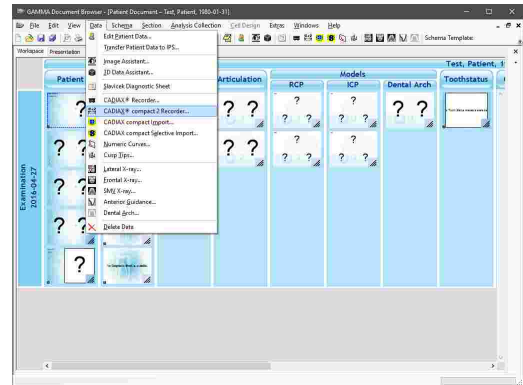 GAMMA Document Browser - [Patient Document -- Test, Patient, 1980-01-31]
File Edit View Data Schema Section Analysis Collection Cell Design Extras Windows Help
Schema Template:
Workspace Presentation
Edit Patient Data...
Transfer Patient Data to IPS...
Image Assistant...
3D Data Assistant...
Slavicek Diagnostic Sheet
CADIAX® Recorder...
CADIAX® compact 2 Recorder...
CADIAX compact Import...
CADIAX compact Selective Import...
Numeric Curves...
Cusp Tips...
Lateral X-ray...
Frontal X-ray...
SMV X-ray...
Anterior Guidance...
Dental Arch...
Delete Data
Test, Patient, 1
Patient
Articulation
Models
RCP
ICP
Dental Arch
Toothstatus
Examination
2016-04-27
? ? ? ? ? ?
? ? ? ? ? ?
? ?
? ? ? ? ? ?
? ?
? ?
?